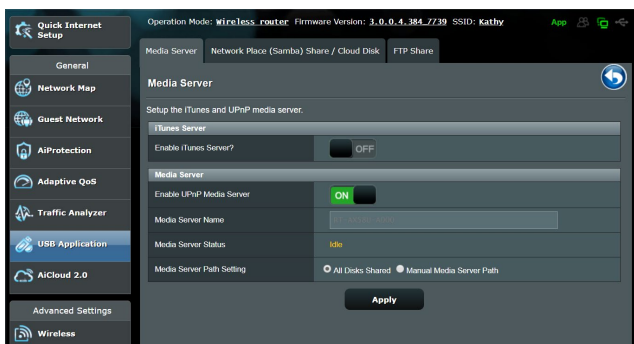 Quick Internet
Setup
Operation Mode: Wireless router Firmware Version: 3.0.0.4.384_7739 SSID: Kathy
App
Media Server
Network Place (Samba) Share / Cloud Disk
FTP Share
General
Network Map
Guest Network
AiProtection
Adaptive QoS
Traffic Analyzer
USB Application
AiCloud 2.0
Advanced Settings
Wireless
Media Server
Setup the iTunes and UPnP media server.
iTunes Server
Enable iTunes Server?
OFF
Media Server
Enable UPnP Media Server
ON
Media Server Name
Media Server Status
Idle
Media Server Path Setting
All Disks Shared
Manual Media Server Path
Apply